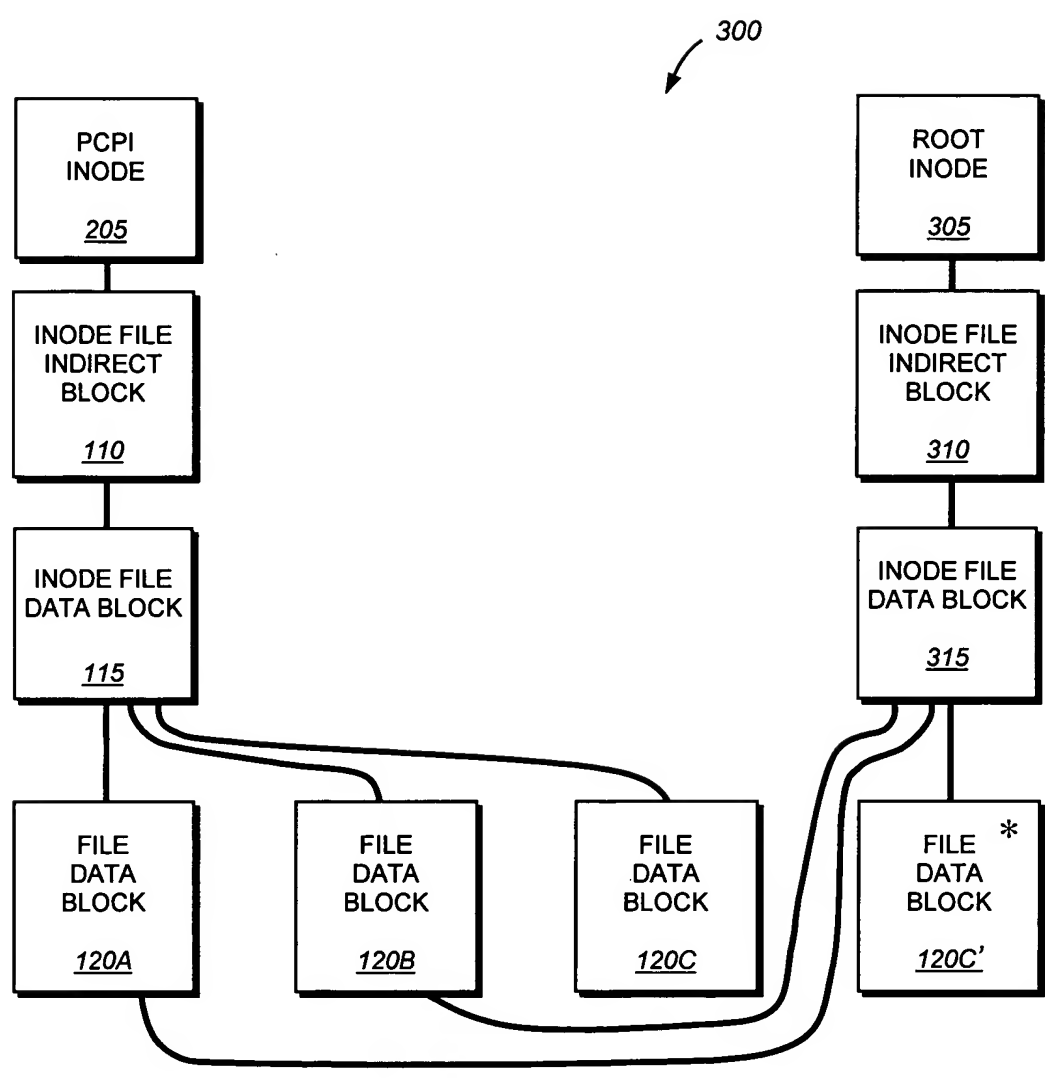 300
PCPI
INODE
205
ROOT
INODE
305
INODE FILE
INDIRECT
BLOCK
110
INODE FILE
INDIRECT
BLOCK
310
INODE FILE
DATA BLOCK
115
INODE FILE
DATA BLOCK
315
FILE
DATA
BLOCK
120A
FILE
DATA
BLOCK
120B
FILE
DATA
BLOCK
120C
FILE *
DATA
BLOCK
120C'